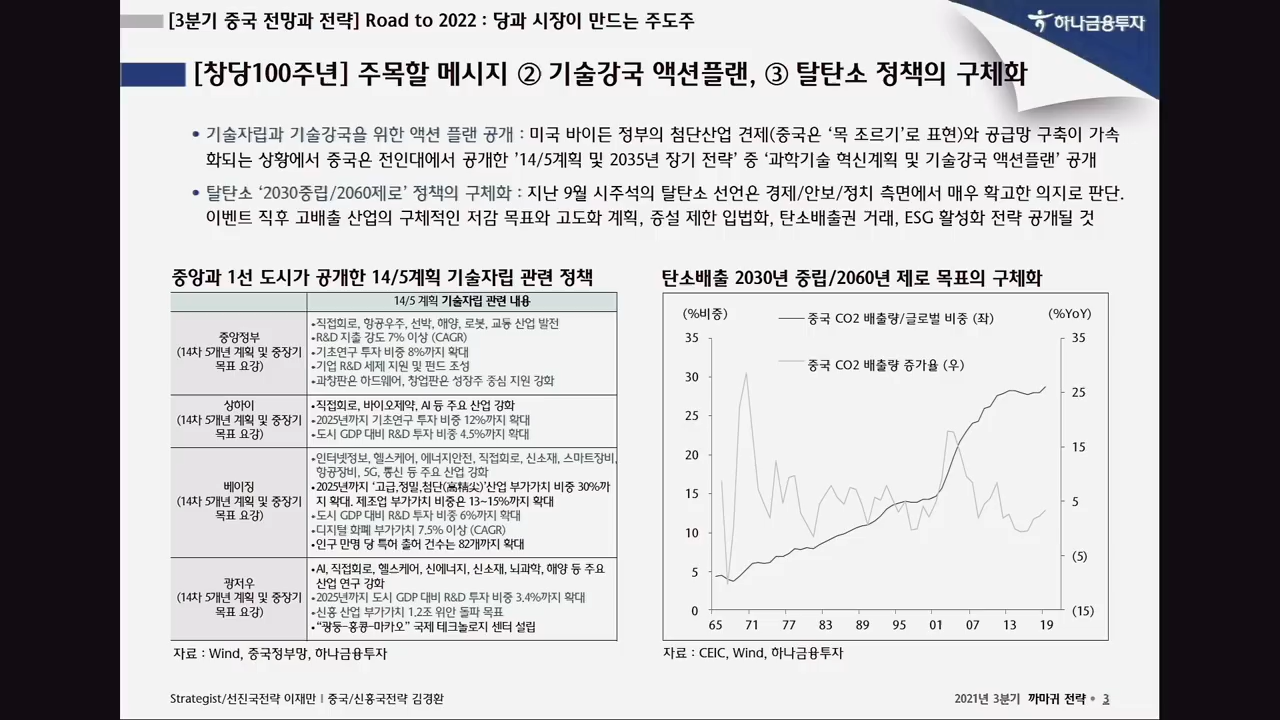 [3분기 중국 전망과 전략] Road to 2022 : 당과 시장이 만드는 주도주
하나금융투자
[창당100주년] 주목할 메시지 ② 기술강국 액션플랜, ③ 탈탄소 정책의 구체화
• 기술자립과 기술강국을 위한 액션 플랜 공개 : 미국 바이든 정부의 첨단산업 견제(중국은 ‘목 조르기’로 표현)와 공급망 구축이 가속
화되는 상황에서 중국은 전인대에서 공개한 ’14/5계획 및 2035년 장기 전략’ 중 ‘과학기술 혁신계획 및 기술강국 액션플랜’ 공개
• 탈탄소 ‘2030중립/2060제로’ 정책의 구체화 : 지난 9월 시주석의 탈탄소 선언은 경제/안보/정치 측면에서 매우 확고한 의지로 판단.
이벤트 직후 고배출 산업의 구체적인 저감 목표와 고도화 계획, 증설 제한 입법화, 탄소배출권 거래, ESG 활성화 전략 공개될 것
중앙과 1선 도시가 공개한 14/5계획 기술자립 관련 정책
14/5 계획 기술자립 관련 내용
중앙정부
(14차 5개년 계획 및 중장기
목표 요강)
•직접회로, 항공우주, 선박, 해양, 로봇, 교통 산업 발전
•R&D 지출 강도 7% 이상 (CAGR)
•기초연구 투자 비중 8%까지 확대
•기업 R&D 세제 지원 및 펀드 조성
•과창판은 하드웨어, 창업판은 성장주 중심 지원 강화
상하이
(14차 5개년 계획 및 중장기
목표 요강)
•직접회로, 바이오제약, AI 등 주요 산업 강화
•2025년까지 기초연구 투자 비중 12%까지 확대
•도시 GDP 대비 R&D 투자 비중 4.5%까지 확대
베이징
(14차 5개년 계획 및 중장기
목표 요강)
•인터넷정보, 헬스케어, 에너지안전, 직접회로, 신소재, 스마트장비,
항공장비, 5G, 통신 등 주요 산업 강화
•2025년까지 ‘고급,정밀,첨단(高精尖)’산업 부가가치 비중 30%까
지 확대. 제조업 부가가치 비중은 13~15%까지 확대
•도시 GDP 대비 R&D 투자 비중 6%까지 확대
•디지털 화폐 부가가치 7.5% 이상 (CAGR)
•인구 만명 당 특허 출허 건수는 82개까지 확대
광저우
(14차 5개년 계획 및 중장기
목표 요강)
•AI, 직접회로, 헬스케어, 신에너지, 신소재, 뇌과학, 해양 등 주요
산업 연구 강화
•2025년까지 도시 GDP 대비 R&D 투자 비중 3.4%까지 확대
•신흥 산업 부가가치 1.2조 위안 돌파 목표
•“광둥-홍콩-마카오” 국제 테크놀로지 센터 설립
자료 : Wind, 중국정부망, 하나금융투자
탄소배출 2030년 중립/2060년 제로 목표의 구체화
(%비중)
(%YoY)
중국 CO2 배출량/글로벌 비중 (좌)
중국 CO2 배출량 증가율 (우)
35
30
25
20
15
10
5
0
35
25
15
5
(5)
(15)
65 71 77 83 89 95 01 07 13 19
자료 : CEIC, Wind, 하나금융투자
Strategist/선진국전략 이재만 l 중국/신흥국전략 김경환
2021년 3분기 까마귀 전략 • 3